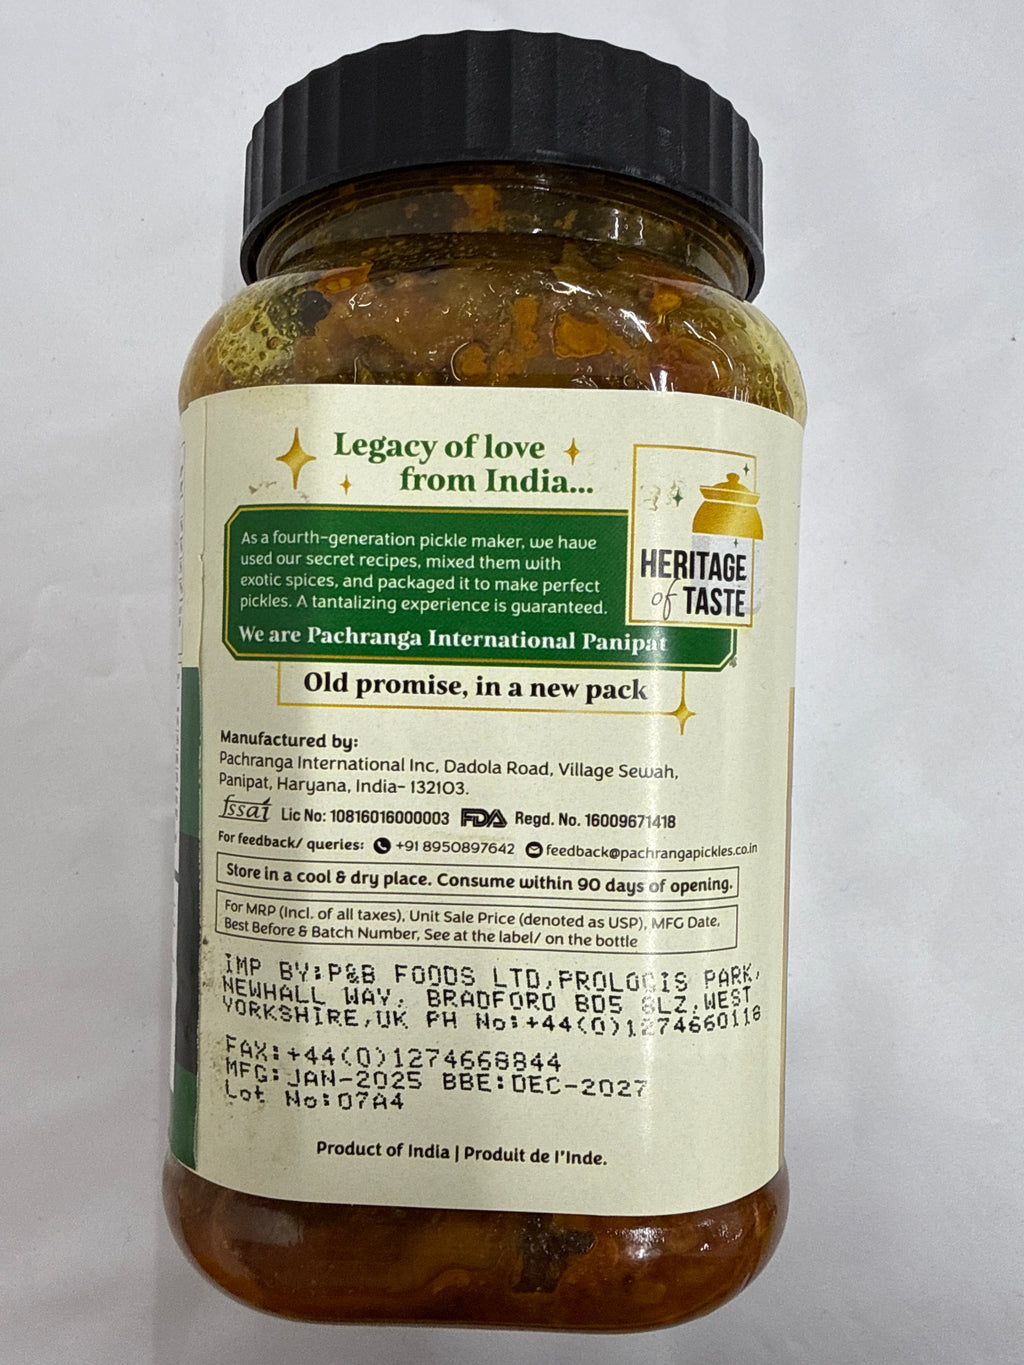 Legacy of love
from India...
As a fourth-generation pickle maker, we have
used our secret recipes, mixed them with
exotic spices, and packaged it to make perfect
pickles. A tantalizing experience is guaranteed.
We are Pachranga International Panipat
HERITAGE
of TASTE
Old promise, in a new pack
Manufactured by:
Pachranga International Inc, Dadola Road, Village Sewah,
Panipat, Haryana, India- 132103.
fssai Lic No: 10816016000003 FDA Regd. No. 16009671418
For feedback/ queries: +91 8950897642 feedback@pachrangapickles.co.in
Store in a cool & dry place. Consume within 90 days of opening.
For MRP (Incl. of all taxes), Unit Sale Price (denoted as USP), MFG Date,
Best Before & Batch Number, See at the label/ on the bottle
IMP BY:P&B FOODS LTD,PROLOGIS PARK,
NEWHALL WAY, BRADFORD BD5 8LZ,WEST
YORKSHIRE,UK PH No:+44(0)1274660118
FAX:+44(0)1274668844
MFG:JAN-2025 BBE:DEC-2027
Lot No:07A4
Product of India | Produit de l'Inde.